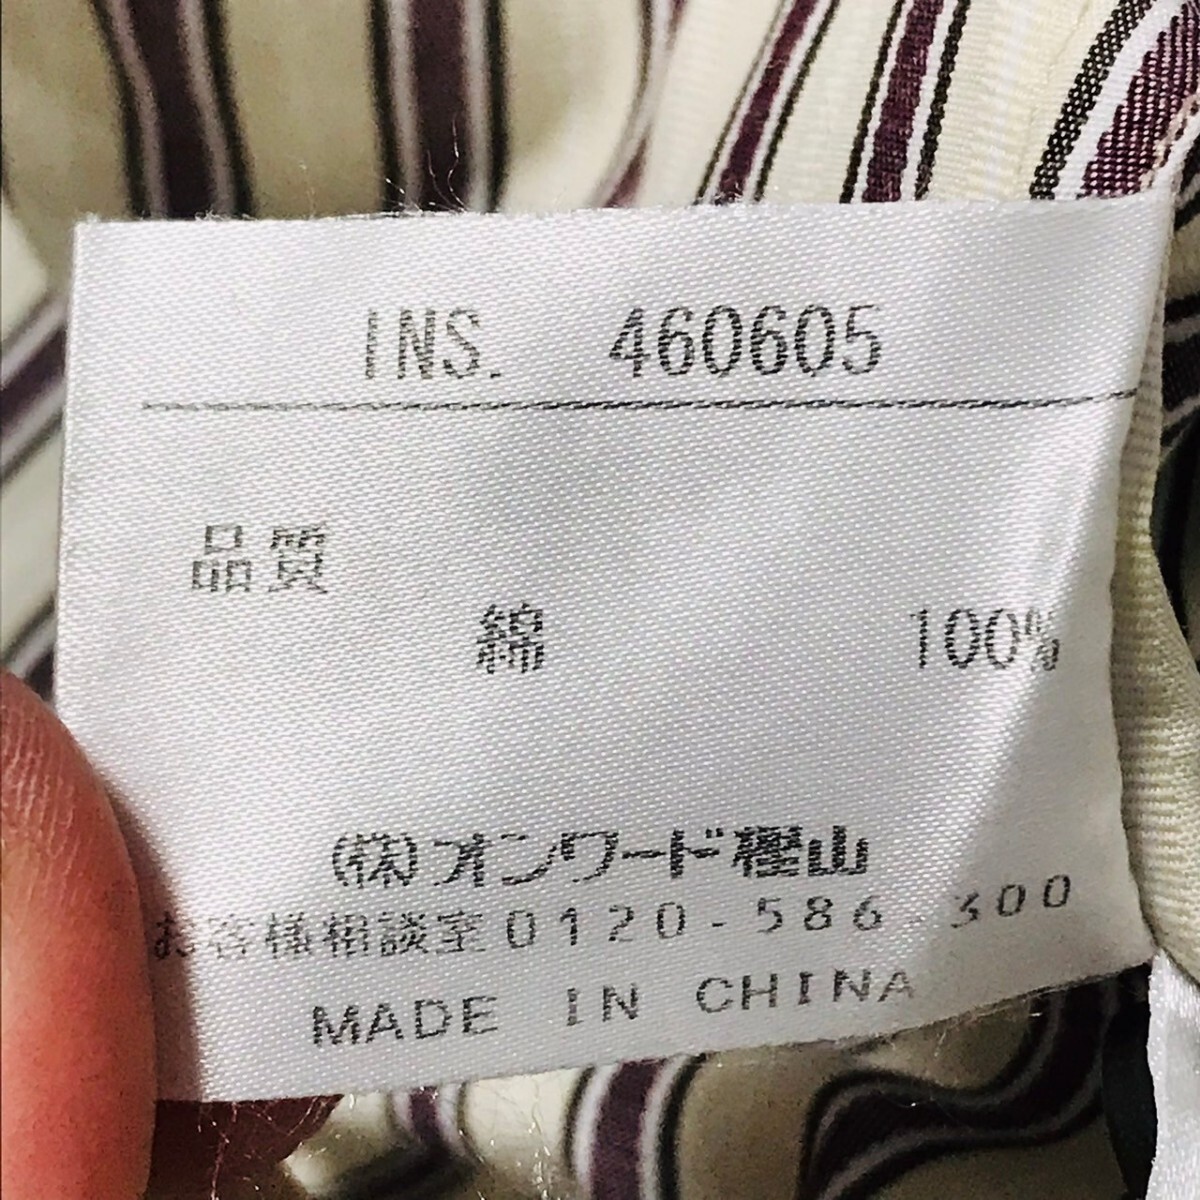 INS. 460605
品質
綿 100%
(株)オンワード樫山
お客様相談室0120-586-300
MADE IN CHINA